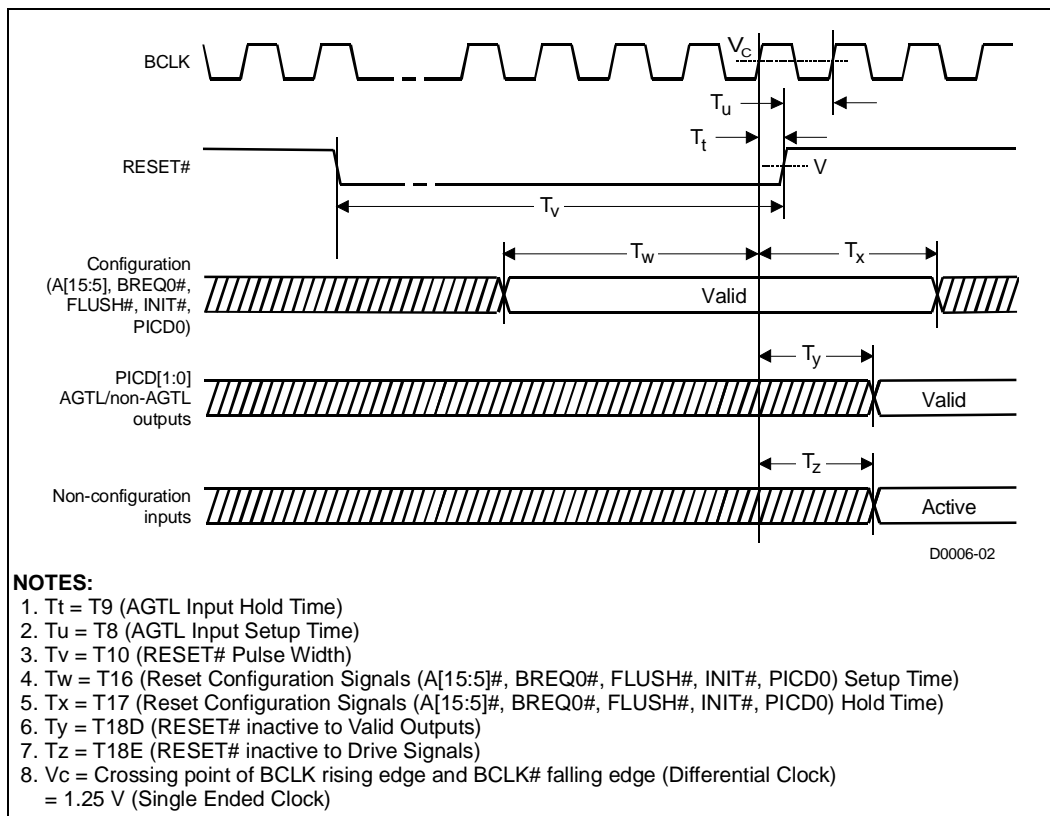 BCLK
V_C
T_u
T_t
RESET#
V
T_v
T_w
T_x
Configuration
(A[15:5], BREQ0#,
FLUSH#, INIT#,
PICD0)
Valid
T_y
PICD[1:0]
AGTL/non-AGTL
outputs
Valid
T_z
Non-configuration
inputs
Active
D0006-02
NOTES:
1. Tt = T9 (AGTL Input Hold Time)
2. Tu = T8 (AGTL Input Setup Time)
3. Tv = T10 (RESET# Pulse Width)
4. Tw = T16 (Reset Configuration Signals (A[15:5]#, BREQ0#, FLUSH#, INIT#, PICD0) Setup Time)
5. Tx = T17 (Reset Configuration Signals (A[15:5]#, BREQ0#, FLUSH#, INIT#, PICD0) Hold Time)
6. Ty = T18D (RESET# inactive to Valid Outputs)
7. Tz = T18E (RESET# inactive to Drive Signals)
8. Vc = Crossing point of BCLK rising edge and BCLK# falling edge (Differential Clock)
= 1.25 V (Single Ended Clock)